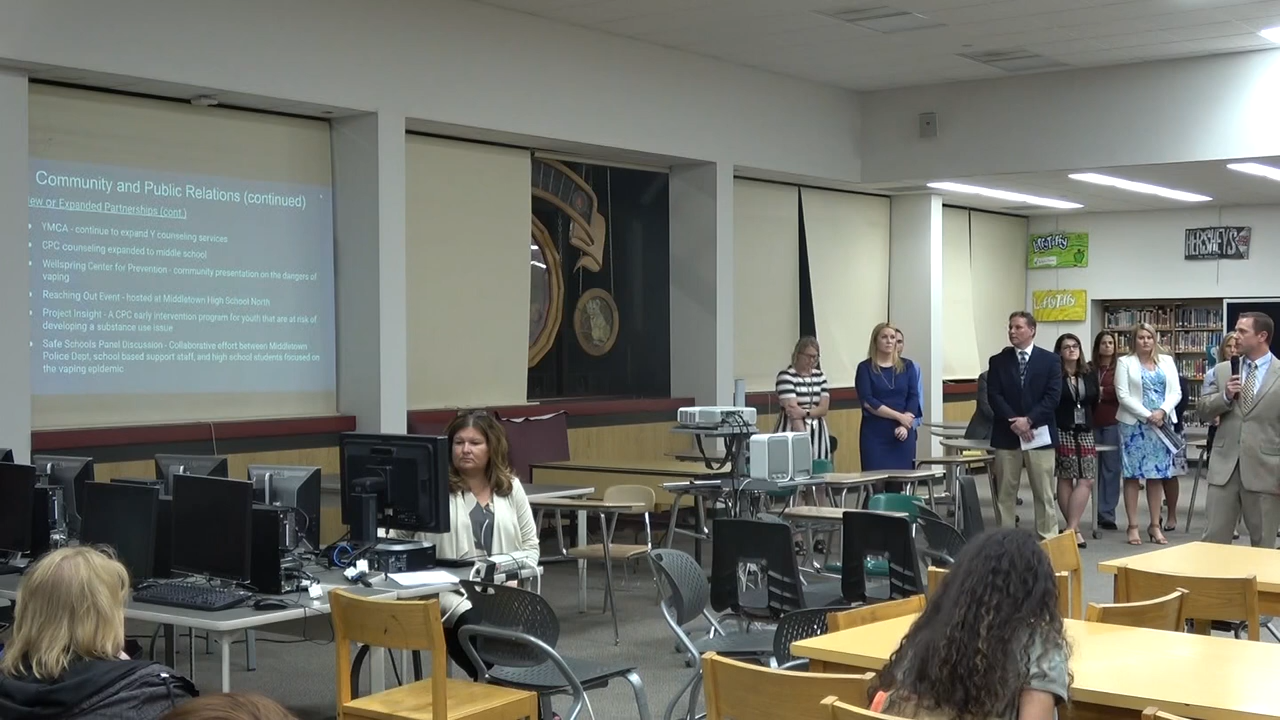 Community and Public Relations (continued)
ew or Expanded Partnerships (cont.)
YMCA - continue to expand Y counseling services
CPC counseling expanded to middle school
Wellspring Center for Prevention - community presentation on the dangers of
vaping
Reaching Out Event - hosted at Middletown High School North
Project Insight - A CPC early intervention program for youth that are at risk of
developing a substance use issue
Safe Schools Panel Discussion - Collaborative effort between Middletown
Police Dept, school based support staff, and high school students focused on
the vaping epidemic
Laffy Taffy
HERSHEY'S
Laffy Taffy